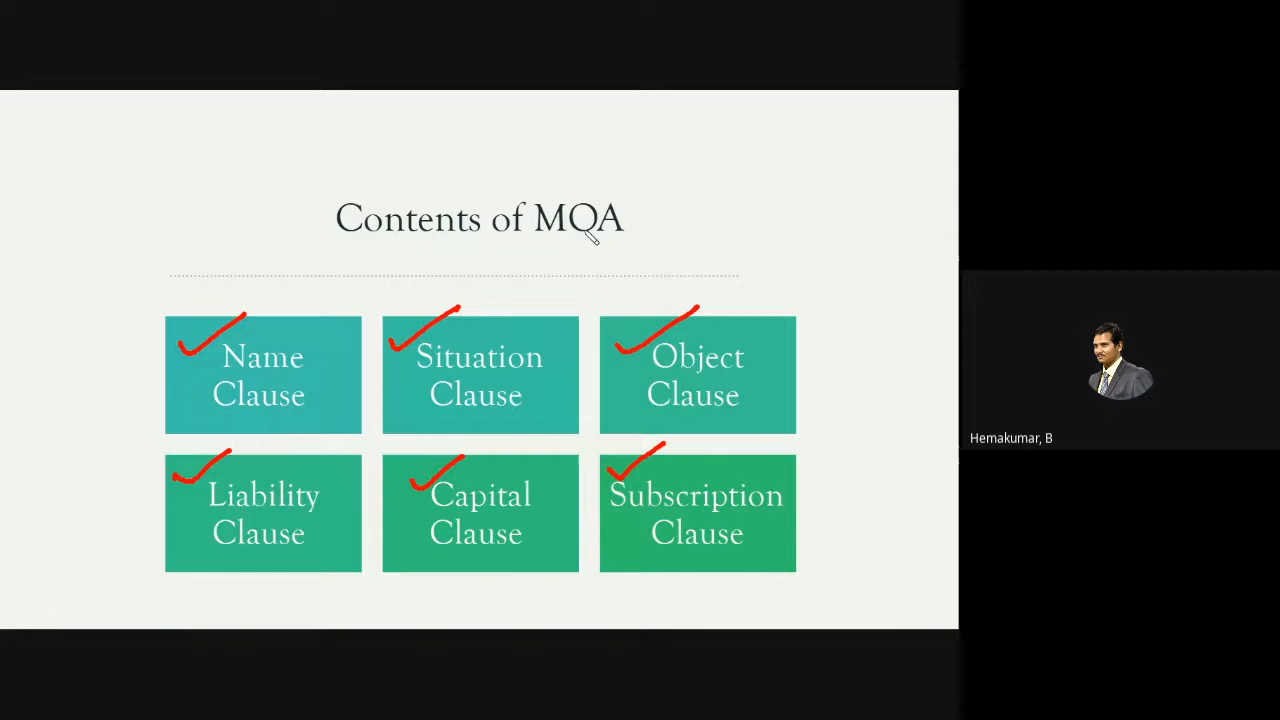 Contents of MOA
Name
Clause
Situation
Clause
Object
Clause
Liability
Clause
Capital
Clause
Subscription
Clause
Hemakumar, B